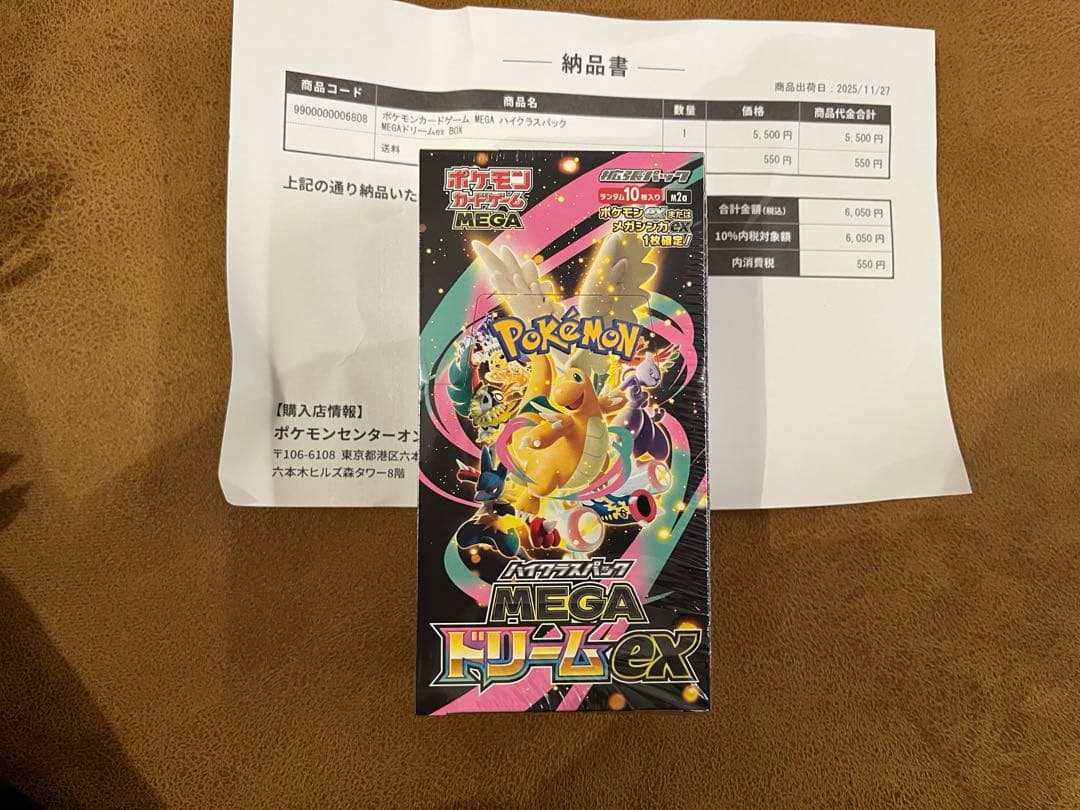 納品書
商品出荷日：2025/11/27
商品コード 商品名 数量 価格 商品代金合計
9900000006808 ポケモンカードゲーム MEGA ハイクラスパック
MEGAドリームex BOX
1 5,500 円 5,500 円
送料 550 円 550 円
上記の通り納品いた
合計金額(税込) 6,050 円
10%内税対象額 6,050 円
内消費税 550 円
【購入店情報】
ポケモンセンターオン
〒106-6108 東京都港区六本
六本木ヒルズ森タワー8階
ポケモン
カードゲーム
MEGA
拡張パック
ランダム10枚入り m2a
ポケモンexまたは
メガシンカex
1枚確定!
POKéMON
ハイクラスパック
MEGA
ドリームex